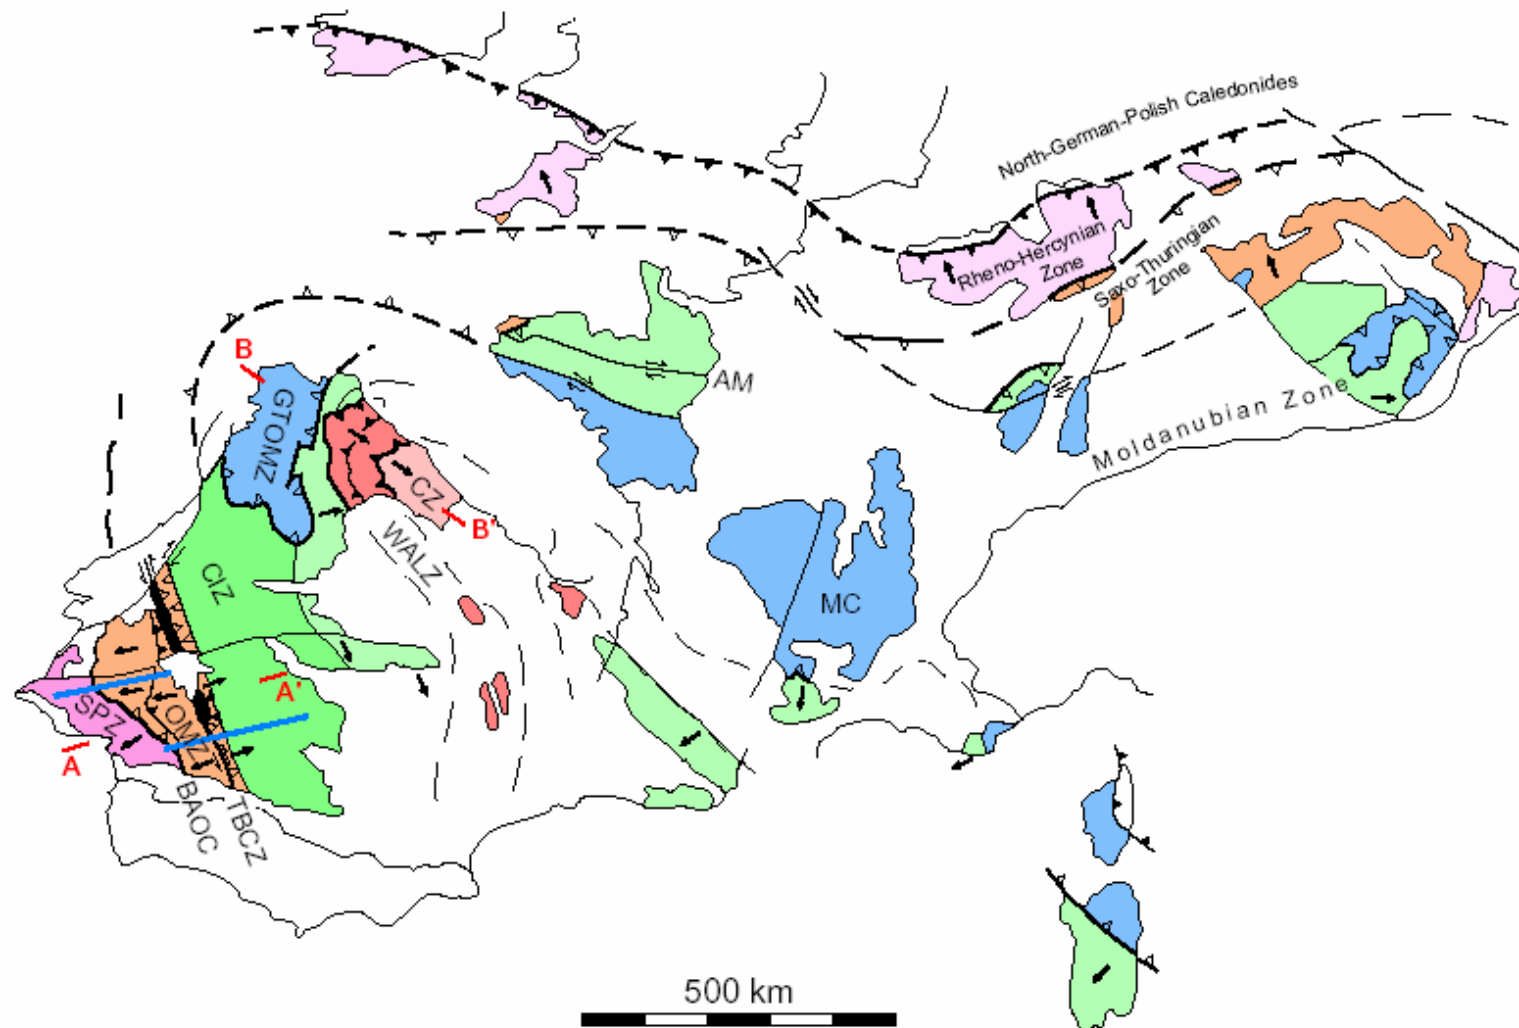 North-German-Polish Caledonides
Rheno-Hercynian
Zone
Saxo-Thuringian
Zone
Moldanubian Zone
B
GTOMZ
AM
CZ
B'
WALZ
CIZ
MC
A'
SPZ
OMZ
A
BAOC
TBCZ
500 km